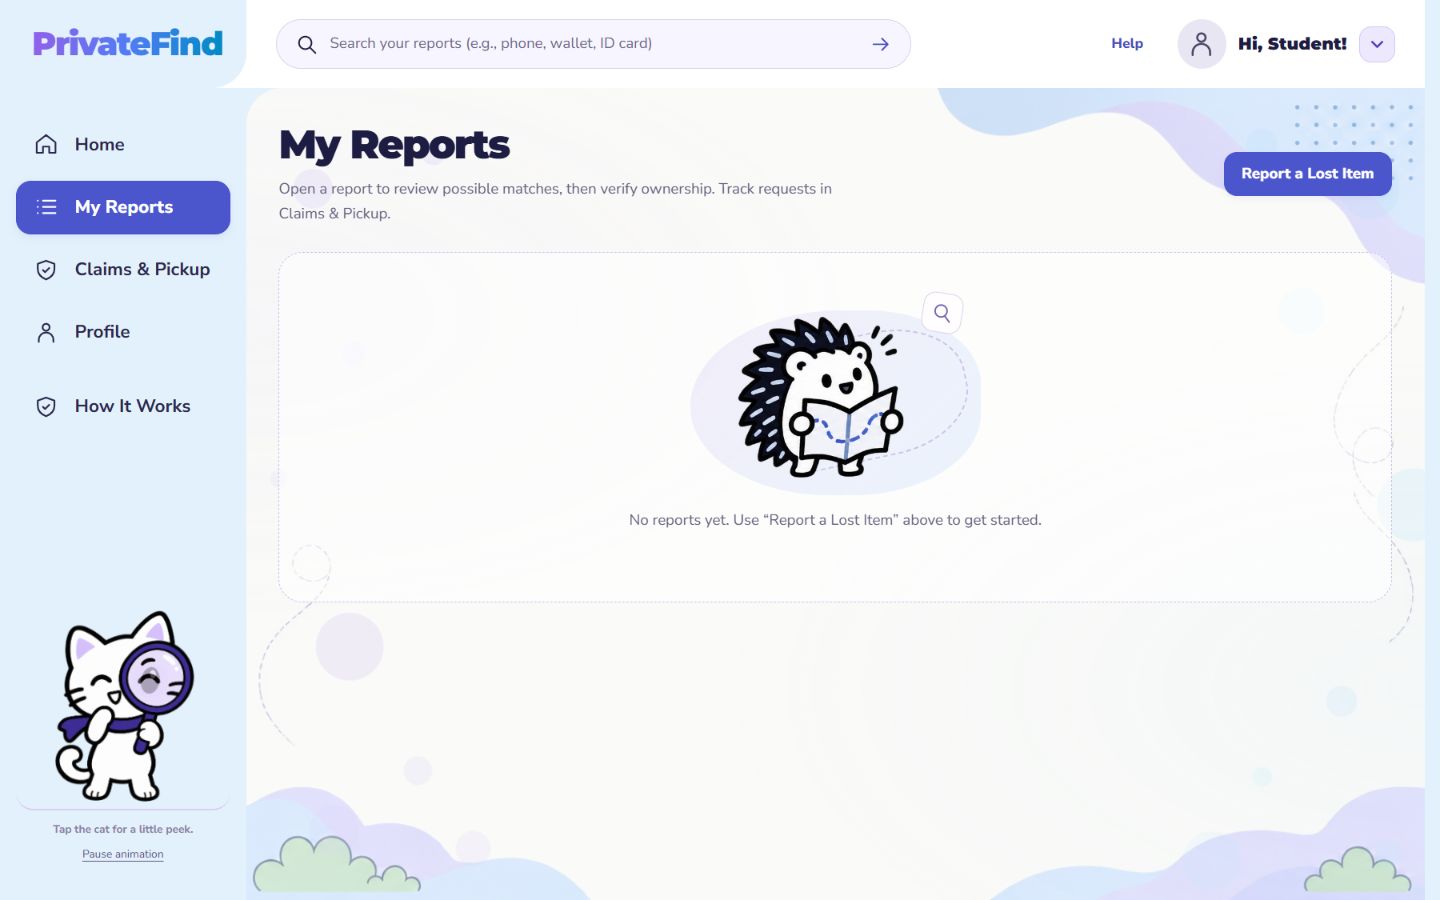 PrivateFind
Search your reports (e.g., phone, wallet, ID card)
Help
Hi, Student!
Home
My Reports
Claims & Pickup
Profile
How It Works
Tap the cat for a little peek.
Pause animation
My Reports
Open a report to review possible matches, then verify ownership. Track requests in
Claims & Pickup.
Report a Lost Item
No reports yet. Use “Report a Lost Item” above to get started.